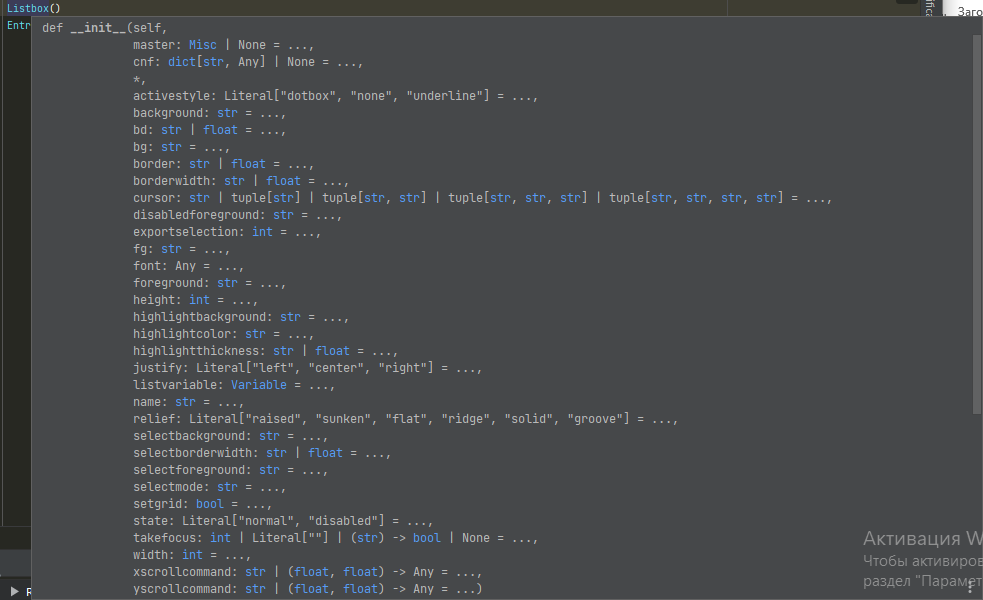 Listbox()
Заго
Entr
def __init__(self,
master: Misc | None = ...,
cnf: dict[str, Any] | None = ...,
*,
activestyle: Literal["dotbox", "none", "underline"] = ...,
background: str = ...,
bd: str | float = ...,
bg: str = ...,
border: str | float = ...,
borderwidth: str | float = ...,
cursor: str | tuple[str] | tuple[str, str] | tuple[str, str, str] | tuple[str, str, str, str] = ...,
disabledforeground: str = ...,
exportselection: int = ...,
fg: str = ...,
font: Any = ...,
foreground: str = ...,
height: int = ...,
highlightbackground: str = ...,
highlightcolor: str = ...,
highlightthickness: str | float = ...,
justify: Literal["left", "center", "right"] = ...,
listvariable: Variable = ...,
name: str = ...,
relief: Literal["raised", "sunken", "flat", "ridge", "solid", "groove"] = ...,
selectbackground: str = ...,
selectborderwidth: str | float = ...,
selectforeground: str = ...,
selectmode: str = ...,
setgrid: bool = ...,
state: Literal["normal", "disabled"] = ...,
takefocus: int | Literal[""] | (str) -> bool | None = ...,
width: int = ...,
xscrollcommand: str | (float, float) -> Any = ...,
yscrollcommand: str | (float, float) -> Any = ...)
Активация W
Чтобы активиров
раздел "Парамет